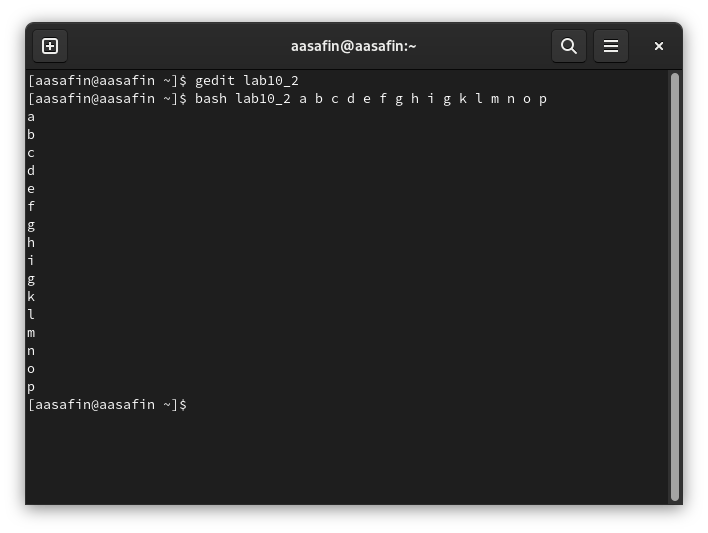 aasafin@aasafin:~
[aasafin@aasafin ~]$ gedit lab10_2
[aasafin@aasafin ~]$ bash lab10_2 a b c d e f g h i g k l m n o p
a
b
c
d
e
f
g
h
i
g
k
l
m
n
o
p
[aasafin@aasafin ~]$